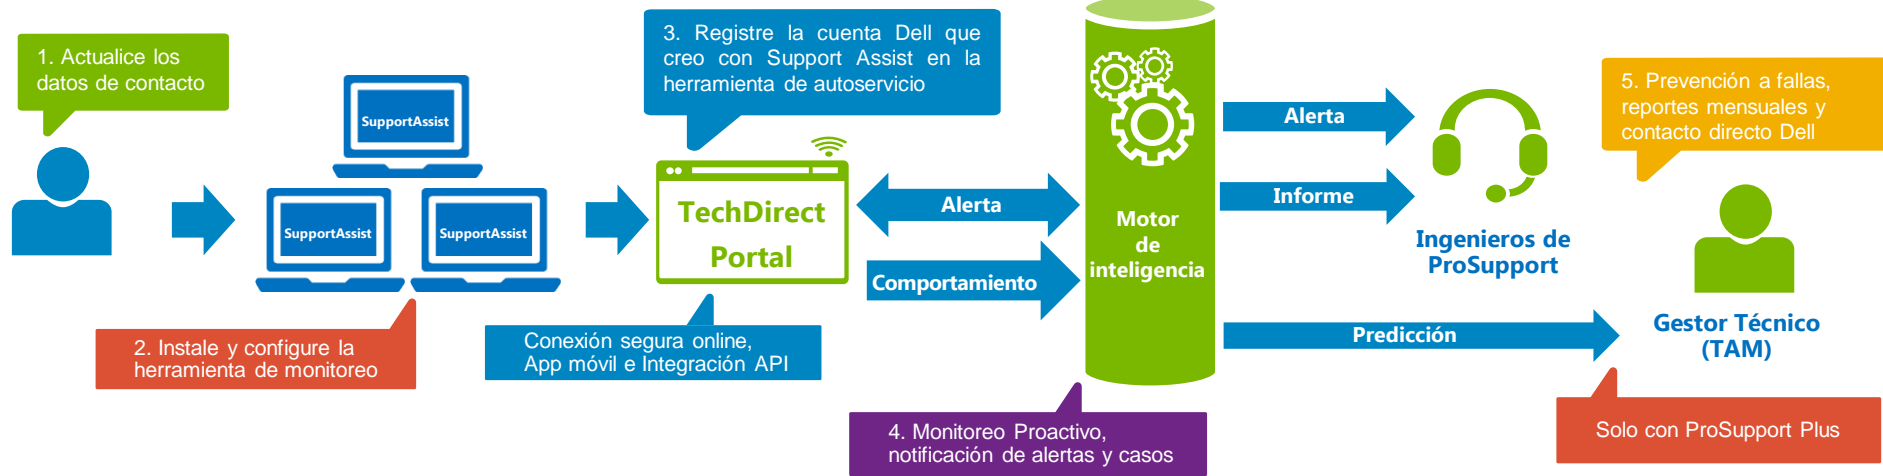 1. Actualice los
datos de contacto
SupportAssist
SupportAssist
SupportAssist
2. Instale y configure la
herramienta de monitoreo
3. Registre la cuenta Dell que
creo con Support Assist en la
herramienta de autoservicio
TechDirect
Portal
Conexión segura online,
App móvil e Integración API
Alerta
Comportamiento
Motor
de
inteligencia
4. Monitoreo Proactivo,
notificación de alertas y casos
Alerta
Informe
Predicción
Ingenieros de
ProSupport
5. Prevención a fallas,
reportes mensuales y
contacto directo Dell
Gestor Técnico
(TAM)
Solo con ProSupport Plus